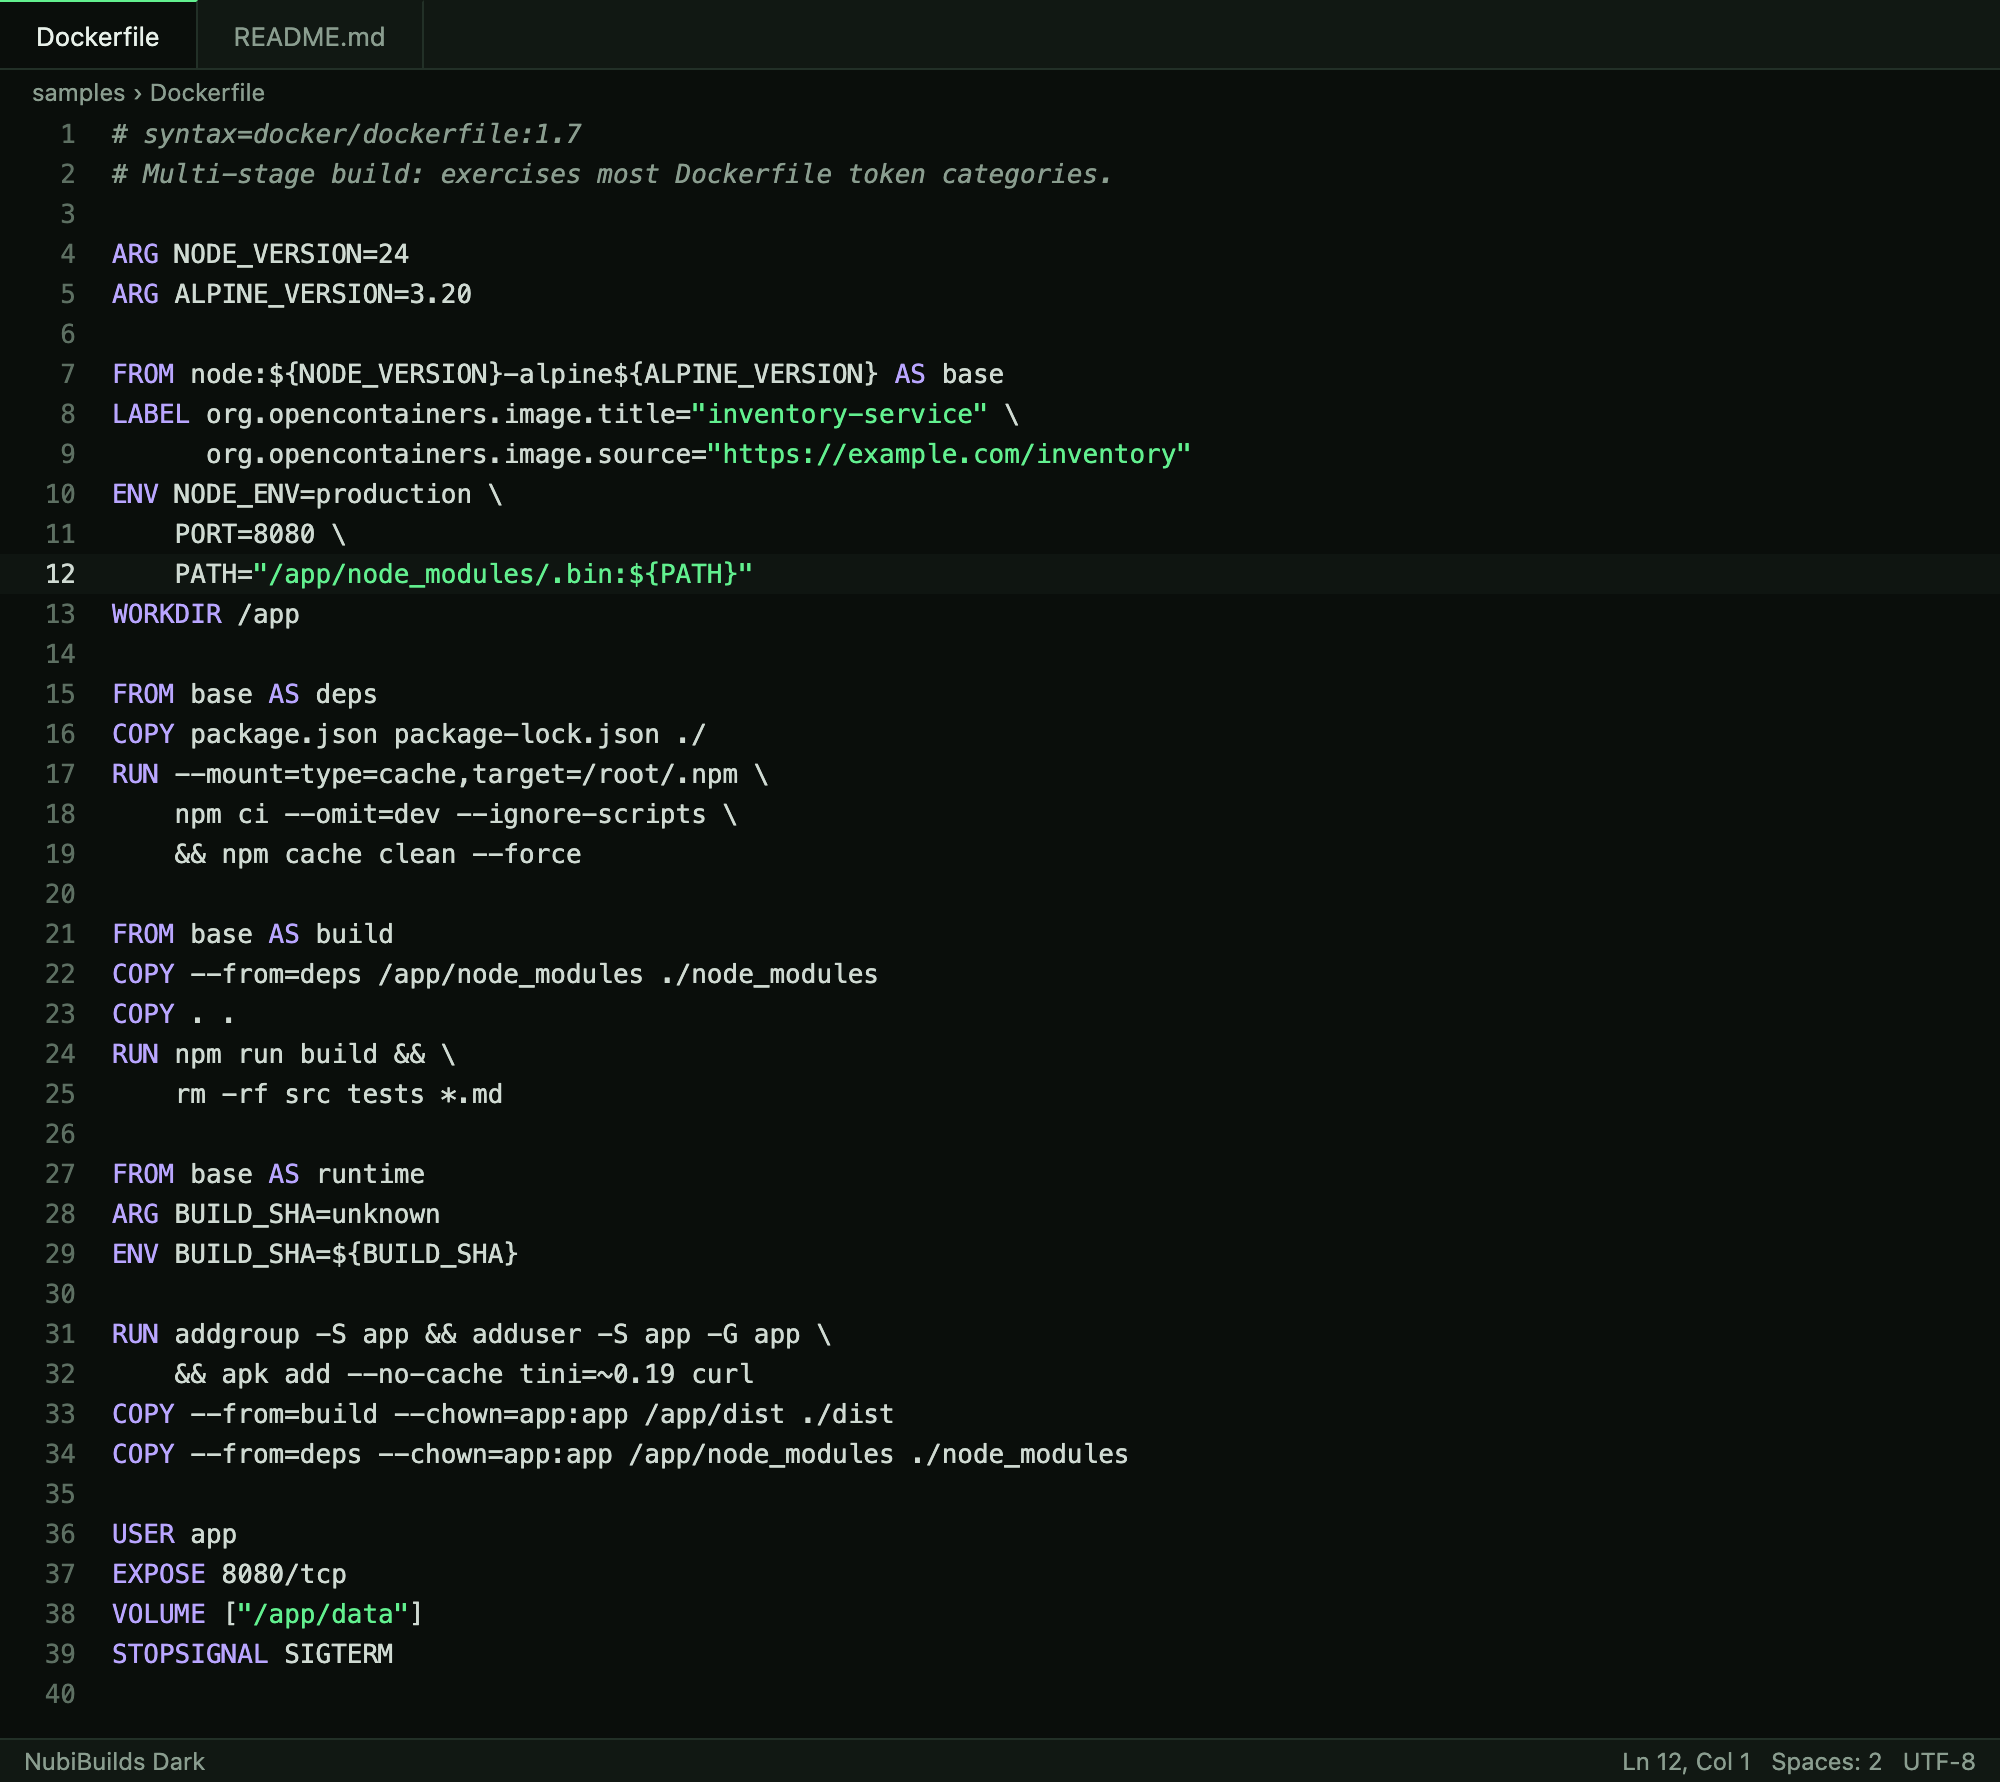 Dockerfile
README.md
samples › Dockerfile
1 # syntax=docker/dockerfile:1.7
2 # Multi-stage build: exercises most Dockerfile token categories.
3
4 ARG NODE_VERSION=24
5 ARG ALPINE_VERSION=3.20
6
7 FROM node:${NODE_VERSION}-alpine${ALPINE_VERSION} AS base
8 LABEL org.opencontainers.image.title="inventory-service" \
9       org.opencontainers.image.source="https://example.com/inventory"
10 ENV NODE_ENV=production \
11     PORT=8080 \
12     PATH="/app/node_modules/.bin:${PATH}"
13 WORKDIR /app
14
15 FROM base AS deps
16 COPY package.json package-lock.json ./
17 RUN --mount=type=cache,target=/root/.npm \
18     npm ci --omit=dev --ignore-scripts \
19     && npm cache clean --force
20
21 FROM base AS build
22 COPY --from=deps /app/node_modules ./node_modules
23 COPY . .
24 RUN npm run build && \
25     rm -rf src tests *.md
26
27 FROM base AS runtime
28 ARG BUILD_SHA=unknown
29 ENV BUILD_SHA=${BUILD_SHA}
30
31 RUN addgroup -S app && adduser -S app -G app \
32     && apk add --no-cache tini=~0.19 curl
33 COPY --from=build --chown=app:app /app/dist ./dist
34 COPY --from=deps --chown=app:app /app/node_modules ./node_modules
35
36 USER app
37 EXPOSE 8080/tcp
38 VOLUME ["/app/data"]
39 STOPSIGNAL SIGTERM
40
NubiBuilds Dark
Ln 12, Col 1 Spaces: 2 UTF-8